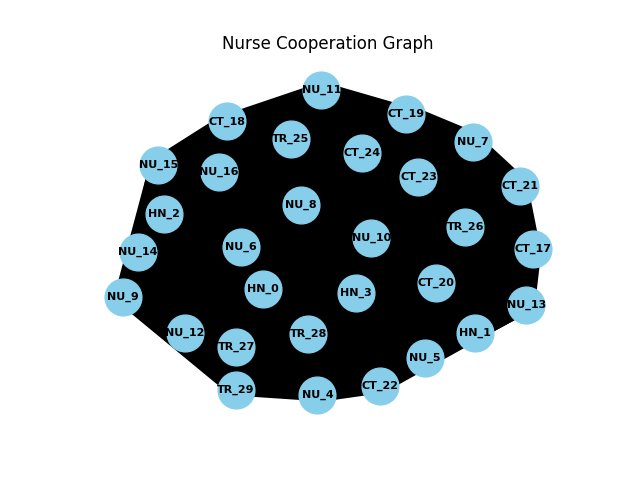 Nurse Cooperation Graph
NU_11
CT_19
CT_18
TR_25
NU_7
CT_24
NU_15
NU_16
CT_23
CT_21
NU_8
HN_2
TR_26
NU_10
NU_6
CT_17
NU_14
CT_20
HN_0
HN_3
NU_9
NU_13
NU_12
TR_28
HN_1
TR_27
NU_5
CT_22
TR_29
NU_4